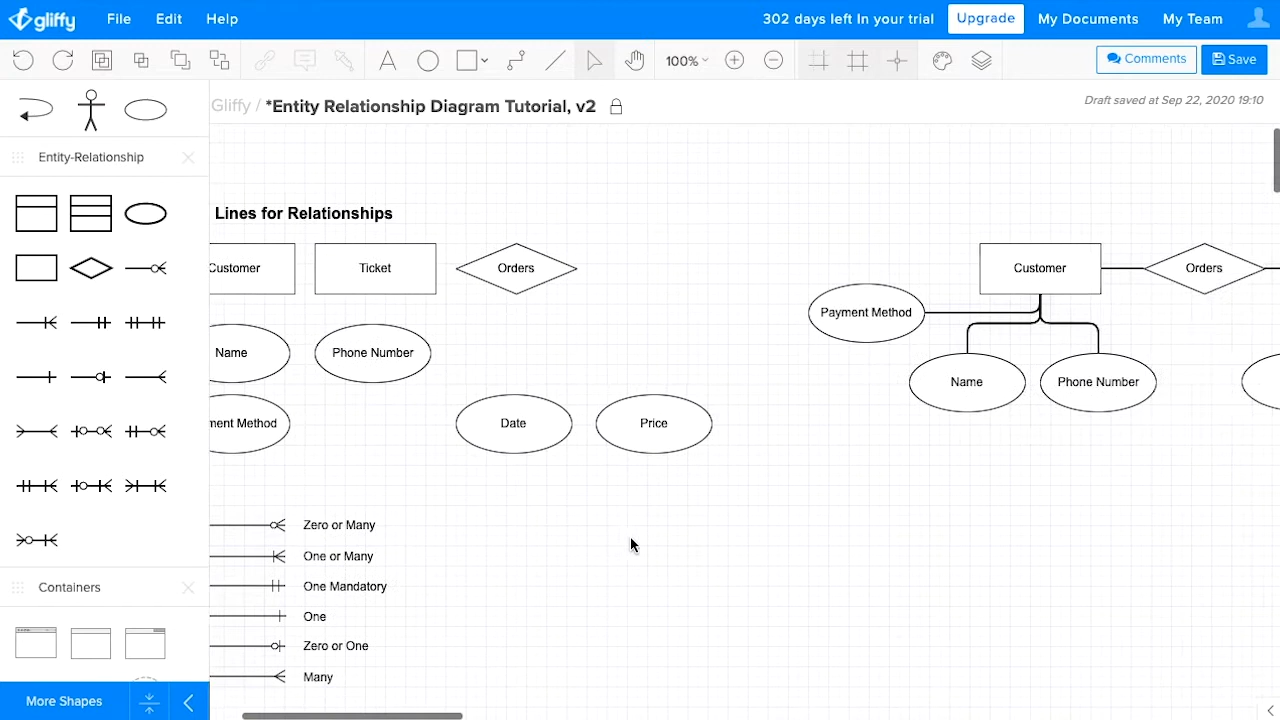 gliffy File Edit Help 302 days left In your trial Upgrade My Documents My Team
100% Comments Save
Gliffy / *Entity Relationship Diagram Tutorial, v2 Draft saved at Sep 22, 2020 19:10
Entity-Relationship
Lines for Relationships
Customer Ticket Orders Customer Orders
Payment Method
Name Phone Number
Name Phone Number
ment Method Date Price
Zero or Many
One or Many
One Mandatory
Containers
One
Zero or One
Many
More Shapes